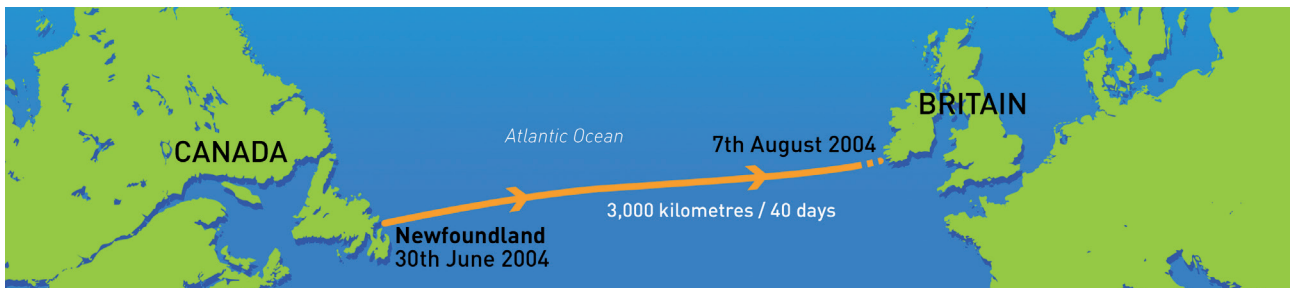 CANADA
Atlantic Ocean
BRITAIN
7th August 2004
3,000 kilometres / 40 days
Newfoundland
30th June 2004